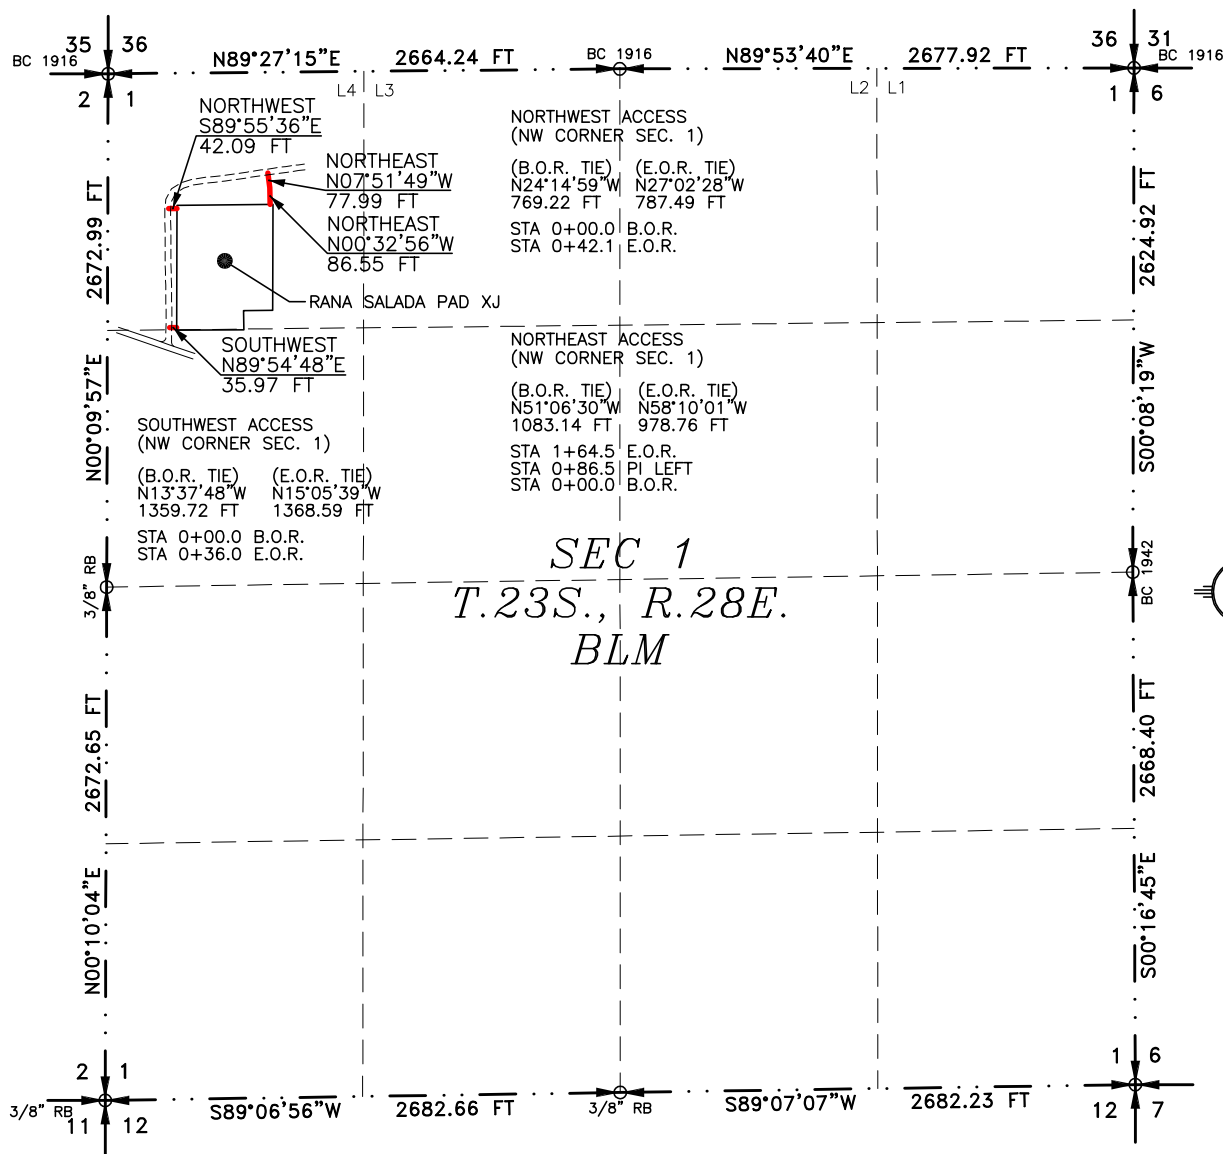 35 36
BC 1916
2 1
N89°27'15"E 2664.24 FT
BC 1916
N89°53'40"E 2677.92 FT
36 31
BC 1916
1 6
L4 L3
L2 L1
NORTHWEST
S89°55'36"E
42.09 FT
NORTHEAST
N07°51'49"W
77.99 FT
NORTHEAST
N00°32'56"W
86.55 FT
RANA SALADA PAD XJ
SOUTHWEST
N89°54'48"E
35.97 FT
NORTHWEST ACCESS
(NW CORNER SEC. 1)
(B.O.R. TIE) (E.O.R. TIE)
N24°14'59"W N27°02'28"W
769.22 FT 787.49 FT
STA 0+00.0 B.O.R.
STA 0+42.1 E.O.R.
NORTHEAST ACCESS
(NW CORNER SEC. 1)
(B.O.R. TIE) (E.O.R. TIE)
N51°06'30"W N58°10'01"W
1083.14 FT 978.76 FT
STA 1+64.5 E.O.R.
STA 0+86.5 PI LEFT
STA 0+00.0 B.O.R.
SOUTHWEST ACCESS
(NW CORNER SEC. 1)
(B.O.R. TIE) (E.O.R. TIE)
N13°37'48"W N15°05'39"W
1359.72 FT 1368.59 FT
STA 0+00.0 B.O.R.
STA 0+36.0 E.O.R.
N00°09'57"E 2672.99 FT
S00°08'19"W 2624.92 FT
3/8" RB
BC 1942
SEC 1
T.23S., R.28E.
BLM
N00°10'04"E 2672.65 FT
S00°16'45"E 2668.40 FT
2 1
3/8" RB
11 12
S89°06'56"W 2682.66 FT
3/8" RB
S89°07'07"W 2682.23 FT
1 6
12 7